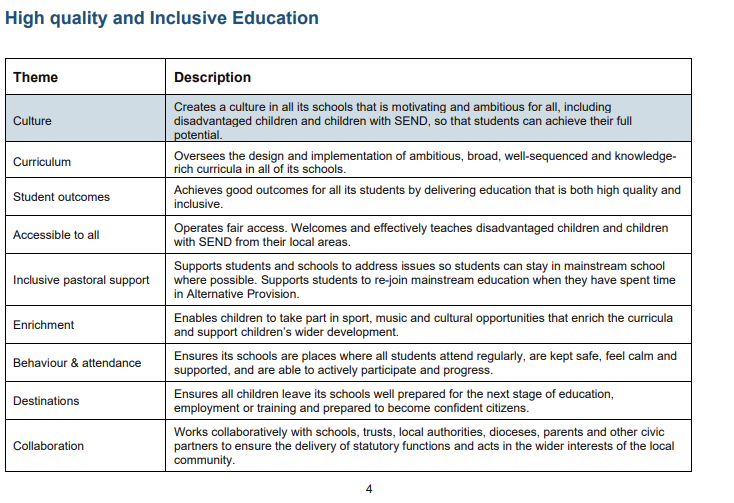 High quality and Inclusive Education
Theme
Description
Culture
Creates a culture in all its schools that is motivating and ambitious for all, including
disadvantaged children and children with SEND, so that students can achieve their full
potential.
Curriculum
Oversees the design and implementation of ambitious, broad, well-sequenced and knowledge-
rich curricula in all of its schools.
Student outcomes
Achieves good outcomes for all its students by delivering education that is both high quality and
inclusive.
Accessible to all
Operates fair access. Welcomes and effectively teaches disadvantaged children and children
with SEND from their local areas.
Inclusive pastoral support
Supports students and schools to address issues so students can stay in mainstream school
where possible. Supports students to re-join mainstream education when they have spent time
in Alternative Provision.
Enrichment
Enables children to take part in sport, music and cultural opportunities that enrich the curricula
and support children’s wider development.
Behaviour & attendance
Ensures its schools are places where all students attend regularly, are kept safe, feel calm and
supported, and are able to actively participate and progress.
Destinations
Ensures all children leave its schools well prepared for the next stage of education,
employment or training and prepared to become confident citizens.
Collaboration
Works collaboratively with schools, trusts, local authorities, dioceses, parents and other civic
partners to ensure the delivery of statutory functions and acts in the wider interests of the local
community.
4